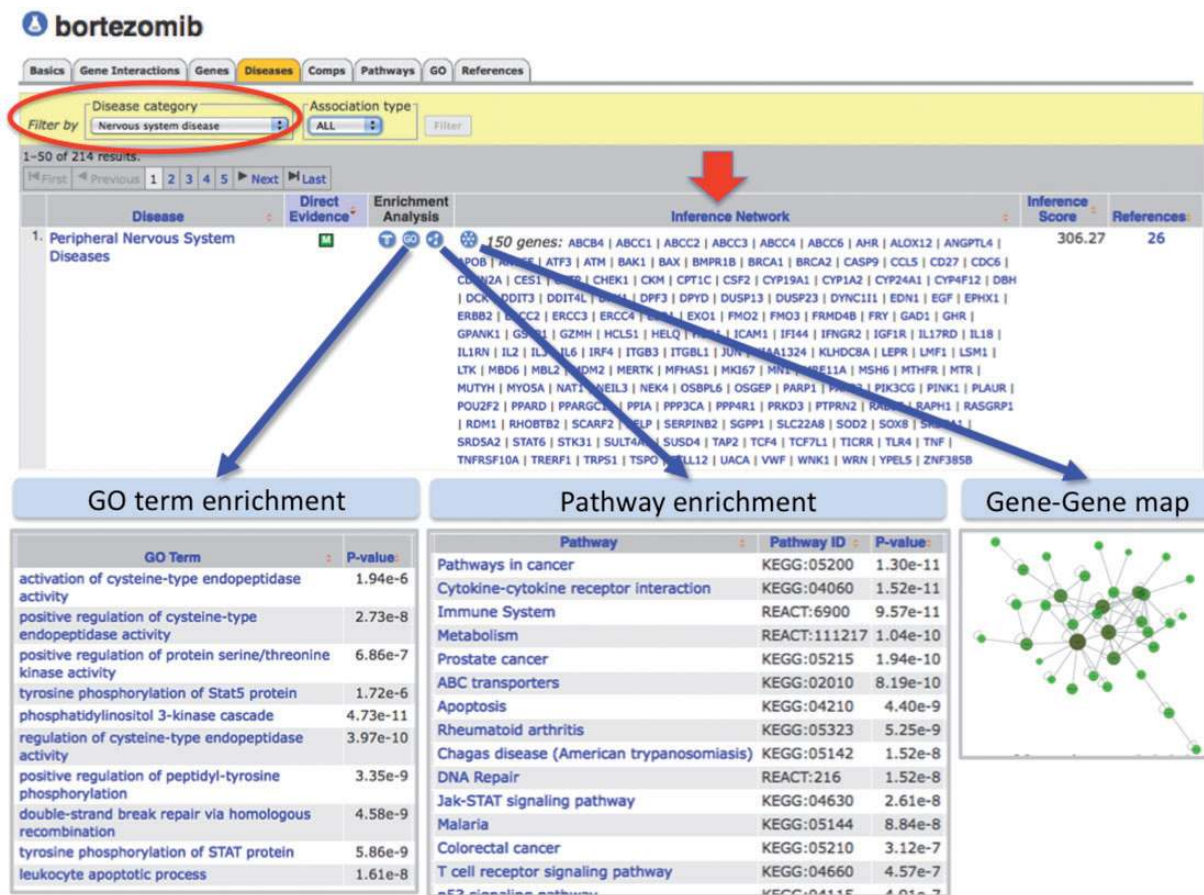 bortezomib
Basics Gene Interactions Genes Diseases Comps Pathways GO References
Disease category Association type
Filter by Nervous system disease ALL Filter
1-50 of 214 results.
First Previous 1 2 3 4 5 Next Last
Direct Enrichment Inference
Disease Evidence Analysis Inference Network Score References
1. Peripheral Nervous System M T GO 150 genes: ABCB4 | ABCC1 | ABCC2 | ABCC3 | ABCC4 | ABCC6 | AHR | ALOX12 | ANGPTL4 | 306.27 26
Diseases APOB | ATF3 | ATM | BAK1 | BAX | BMPR1B | BRCA1 | BRCA2 | CASP9 | CCL5 | CD27 | CDC6 |
CES1 | CHEK1 | CKM | CPT1C | CSF2 | CYP19A1 | CYP1A2 | CYP24A1 | CYP4F12 | DBH
| DCK | DDIT3 | DDIT4L | DPF3 | DPYD | DUSP13 | DUSP23 | DYNC1I1 | EDN1 | EGF | EPHX1 |
ERBB2 | ERCC2 | ERCC3 | ERCC4 | EXO1 | FMO2 | FMO3 | FRMD4B | FRY | GAD1 | GHR |
GPANK1 | GZMH | HCLS1 | HELQ | ICAM1 | IFI44 | IFNGR2 | IGF1R | IL17RD | IL18 |
IL1RN | IL2 | IL6 | IRF4 | ITGB3 | ITGBL1 | JUN | KIAA1324 | KLHDC8A | LEPR | LMF1 | LSM1 |
LTK | MBD6 | MBL2 | MDM2 | MERTK | MFHAS1 | MKI67 | MN1 | MRE11A | MSH6 | MTHFR | MTR |
MUTYH | MYO5A | NAT1 | NEIL3 | NEK4 | OSBPL6 | OSGEP | PARP1 | PIK3CG | PINK1 | PLAUR |
POU2F2 | PPARD | PPIA | PPP3CA | PPP4R1 | PRKD3 | PTPRN2 | RAPH1 | RASGRP1
| RDM1 | RHOBTB2 | SCARF2 | SELP | SERPINB2 | SGPP1 | SLC22A8 | SOD2 | SOX8 |
SRD5A2 | STAT6 | STK31 | SUSD4 | TAP2 | TCF4 | TCF7L1 | TICRR | TLR4 | TNF |
TNFRSF10A | TRERF1 | TRPS1 | TSPO | UACA | VWF | WNK1 | WRN | YPEL5 | ZNF385B
GO term enrichment Pathway enrichment Gene-Gene map
GO Term P-value
activation of cysteine-type endopeptidase 1.94e-6
activity
positive regulation of cysteine-type 2.73e-8
endopeptidase activity
positive regulation of protein serine/threonine 6.86e-7
kinase activity
tyrosine phosphorylation of Stat5 protein 1.72e-6
phosphatidylinositol 3-kinase cascade 4.73e-11
regulation of cysteine-type endopeptidase 3.97e-10
activity
positive regulation of peptidyl-tyrosine 3.35e-9
phosphorylation
double-strand break repair via homologous 4.58e-9
recombination
tyrosine phosphorylation of STAT protein 5.86e-9
leukocyte apoptotic process 1.61e-8
Pathway Pathway ID P-value
Pathways in cancer KEGG:05200 1.30e-11
Cytokine-cytokine receptor interaction KEGG:04060 1.52e-11
Immune System REACT:6900 9.57e-11
Metabolism REACT:111217 1.04e-10
Prostate cancer KEGG:05215 1.94e-10
ABC transporters KEGG:02010 8.19e-10
Apoptosis KEGG:04210 4.40e-9
Rheumatoid arthritis KEGG:05323 5.25e-9
Chagas disease (American trypanosomiasis) KEGG:05142 1.52e-8
DNA Repair REACT:216 1.52e-8
Jak-STAT signaling pathway KEGG:04630 2.61e-8
Malaria KEGG:05144 8.84e-8
Colorectal cancer KEGG:05210 3.12e-7
T cell receptor signaling pathway KEGG:04660 4.57e-7
p53 signaling pathway KEGG:04115 4.91e-7